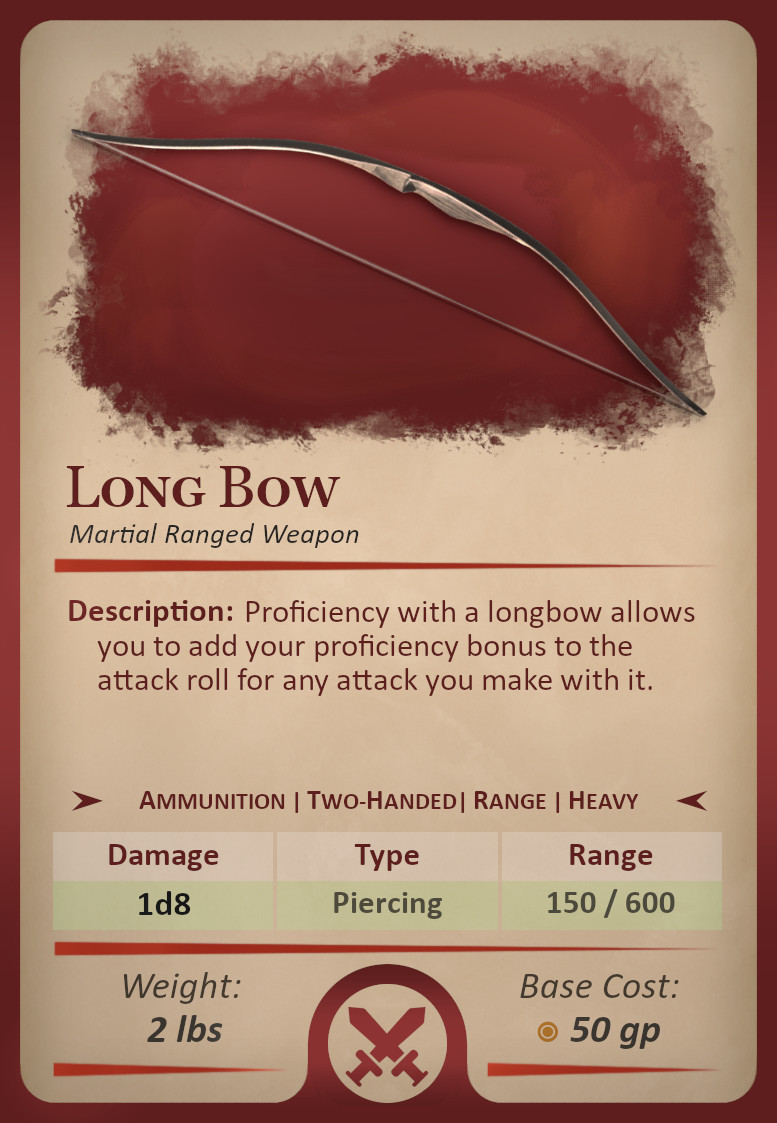 Long Bow
Martial Ranged Weapon
Description: Proficiency with a longbow allows
you to add your proficiency bonus to the
attack roll for any attack you make with it.
Ammunition | Two-Handed| Range | Heavy
Damage Type Range
1d8 Piercing 150 / 600
Weight: Base Cost:
2 lbs 50 gp